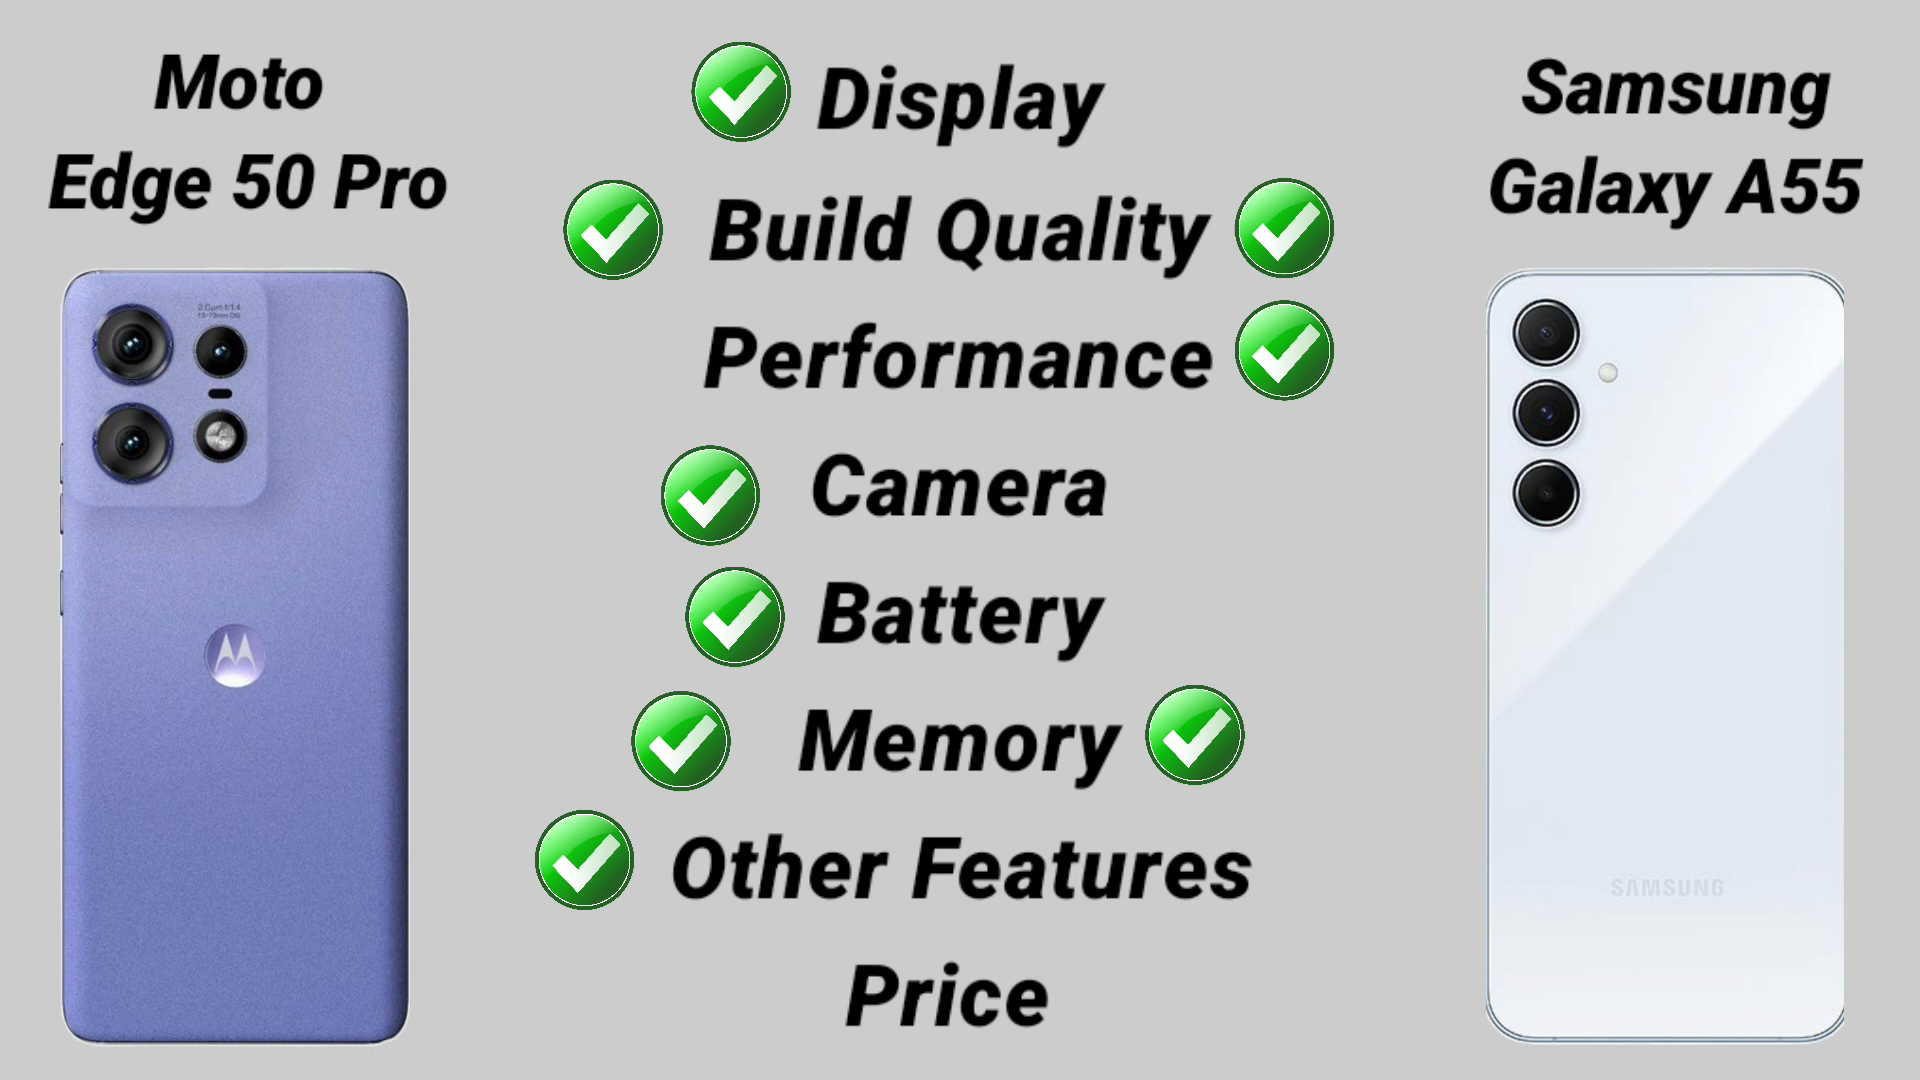 Moto
Edge 50 Pro
Display
Build Quality
Performance
Camera
Battery
Memory
Other Features
Price
Samsung
Galaxy A55
SAMSUNG